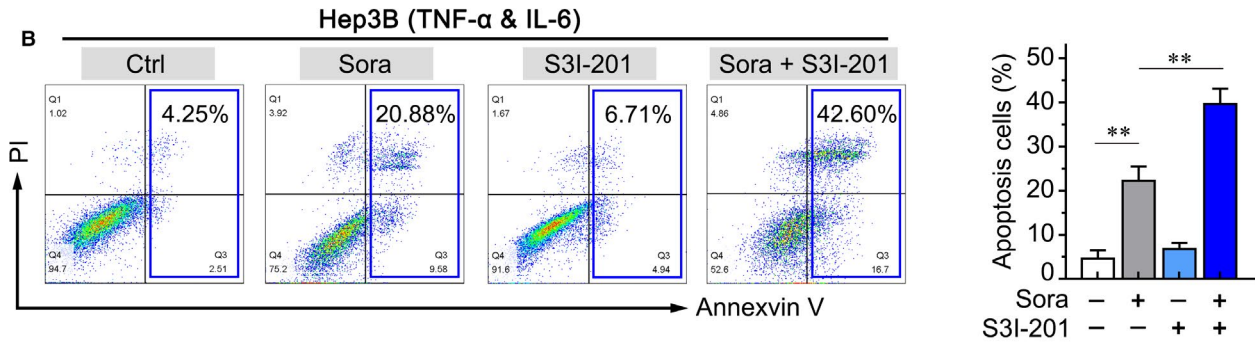 B
Hep3B (TNF-α & IL-6)
Ctrl
Sora
S3I-201
Sora + S3I-201
PI
Q1
1.02
4.25%
Q4
94.7
Q3
2.51
Q1
3.92
20.88%
Q4
75.2
Q3
9.58
Q1
1.67
6.71%
Q4
91.6
Q3
4.94
Q1
4.86
42.60%
Q4
52.6
Q3
16.7
Annexvin V
Apoptosis cells (%)
50
40
30
20
10
0
**
**
Sora – + – +
S3I-201 – – + +